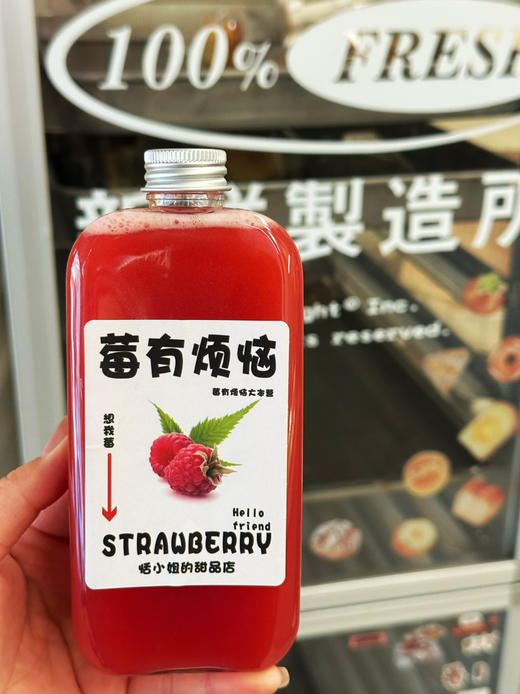 100% FRESH
製造所
ght© Inc.
s reserved.
莓有烦恼
莓有烦恼大本营
想我莓
Hello
friend
STRAWBERRY
恬小姐的甜品店